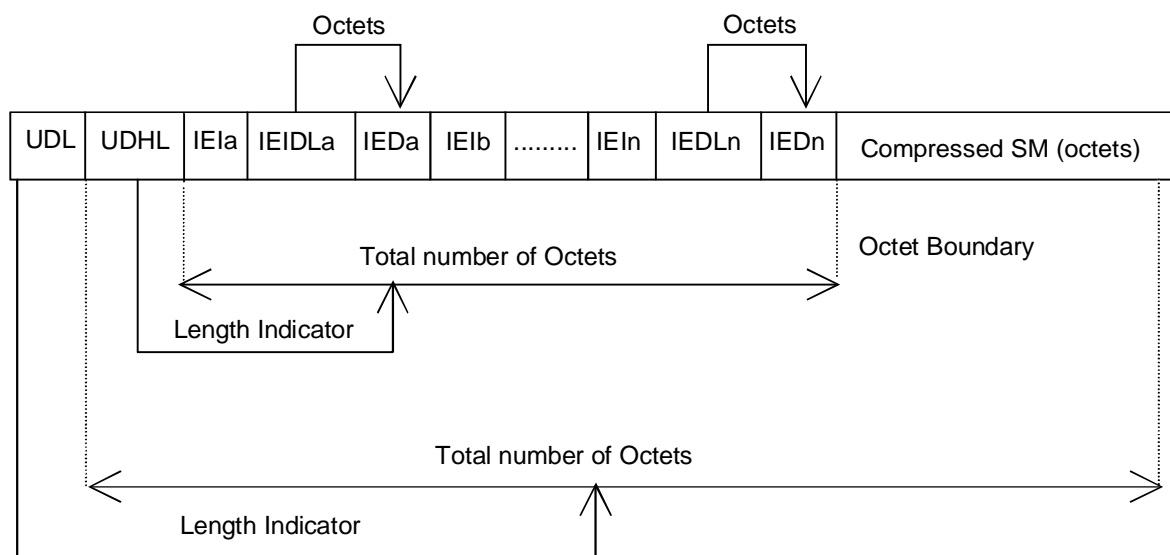 Octets Octets
UDL UDHL IEIa IEIDLa IEDa IEIb ......... IEIn IEDLn IEDn Compressed SM (octets)
Total number of Octets Octet Boundary
Length Indicator
Total number of Octets
Length Indicator